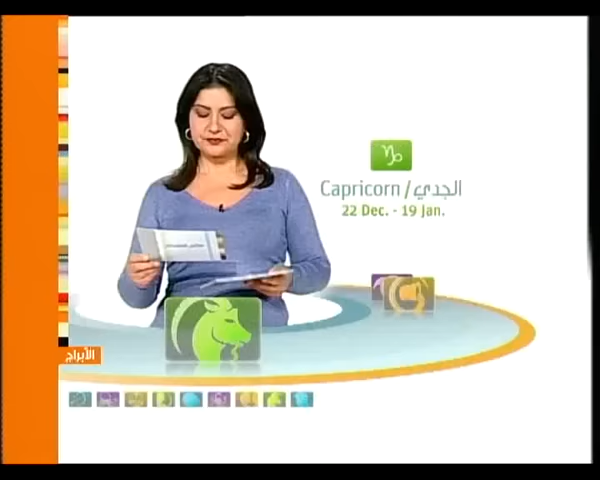 Capricorn / الجدي
22 Dec. - 19 Jan.
الأبراج